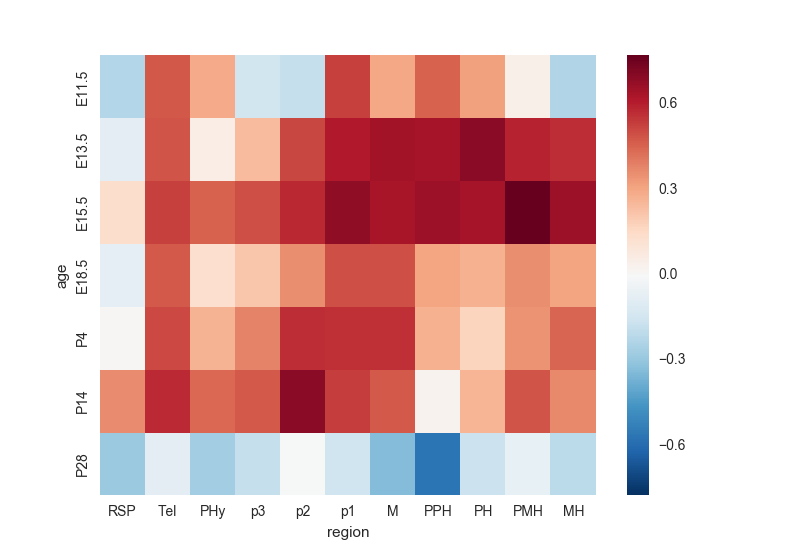 E11.5
E13.5
E15.5
E18.5
P4
P14
P28
age
RSP Tel PHy p3 p2 p1 M PPH PH PMH MH
region
0.6
0.3
0.0
−0.3
−0.6